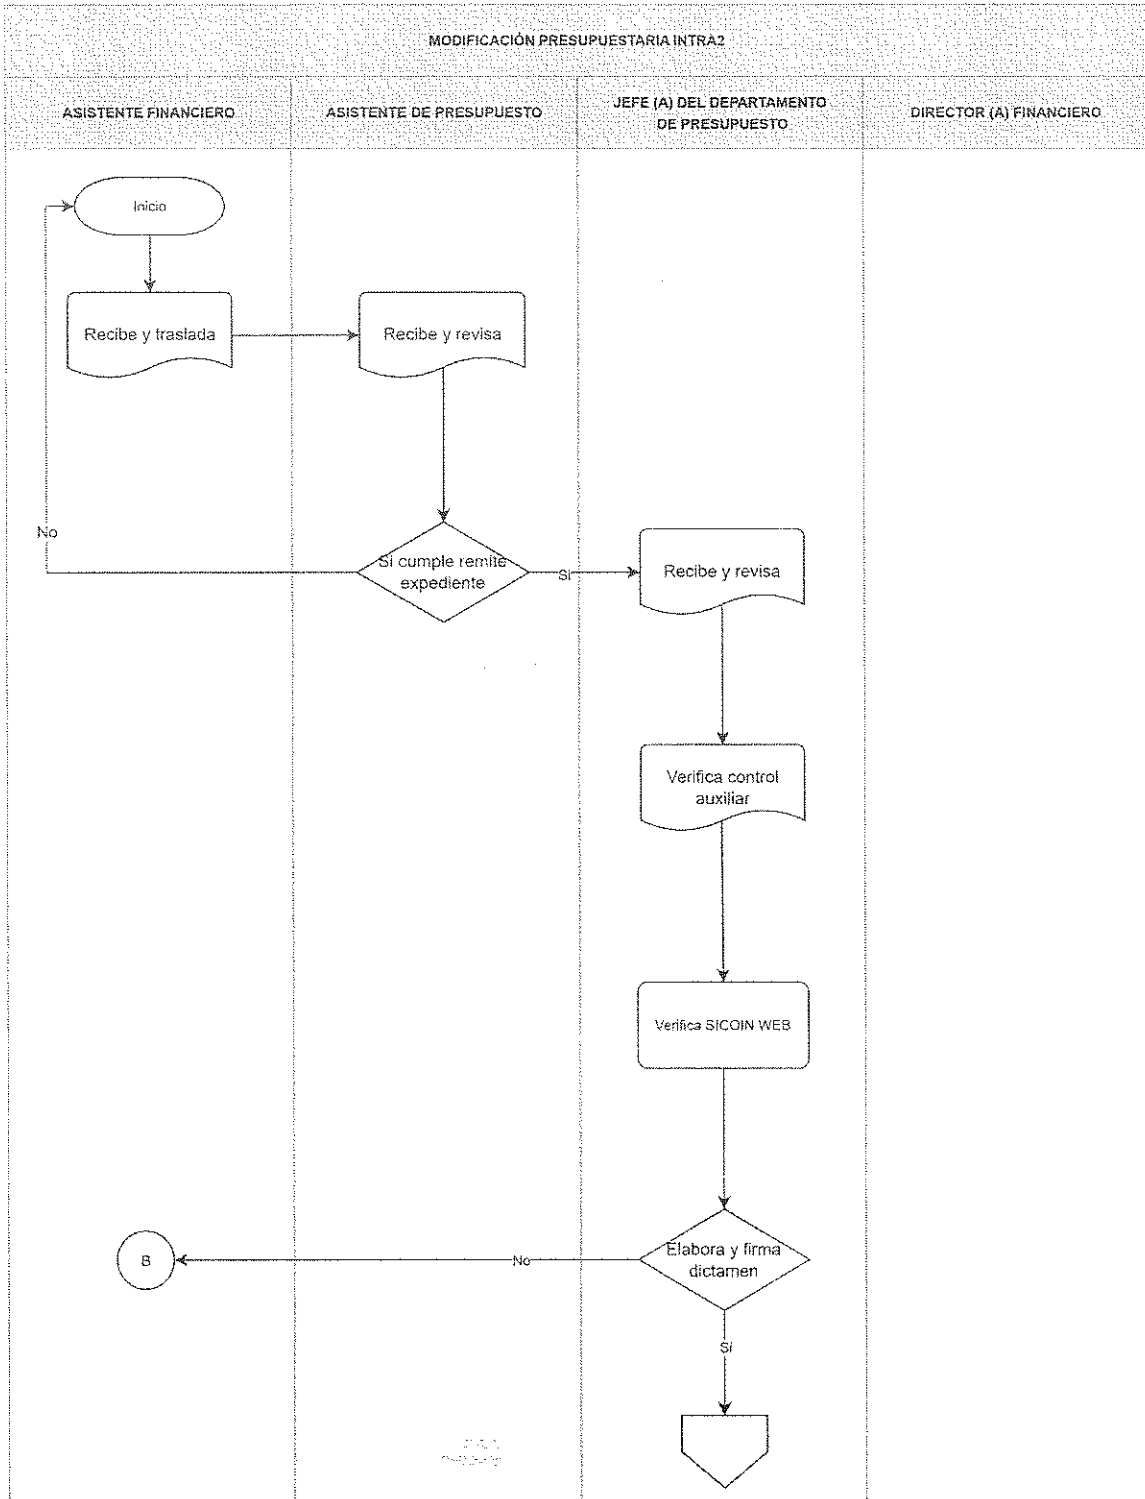 MODIFICACIÓN PRESUPUESTARIA INTRA2
ASISTENTE FINANCIERO
ASISTENTE DE PRESUPUESTO
JEFE (A) DEL DEPARTAMENTO
DE PRESUPUESTO
DIRECTOR (A) FINANCIERO
Inicio
Recibe y traslada
Recibe y revisa
No
Si cumple remite
expediente
Si
Recibe y revisa
Verifica control
auxiliar
Verifica SICOIN WEB
Elabora y firma
dictamen
No
B
Sí